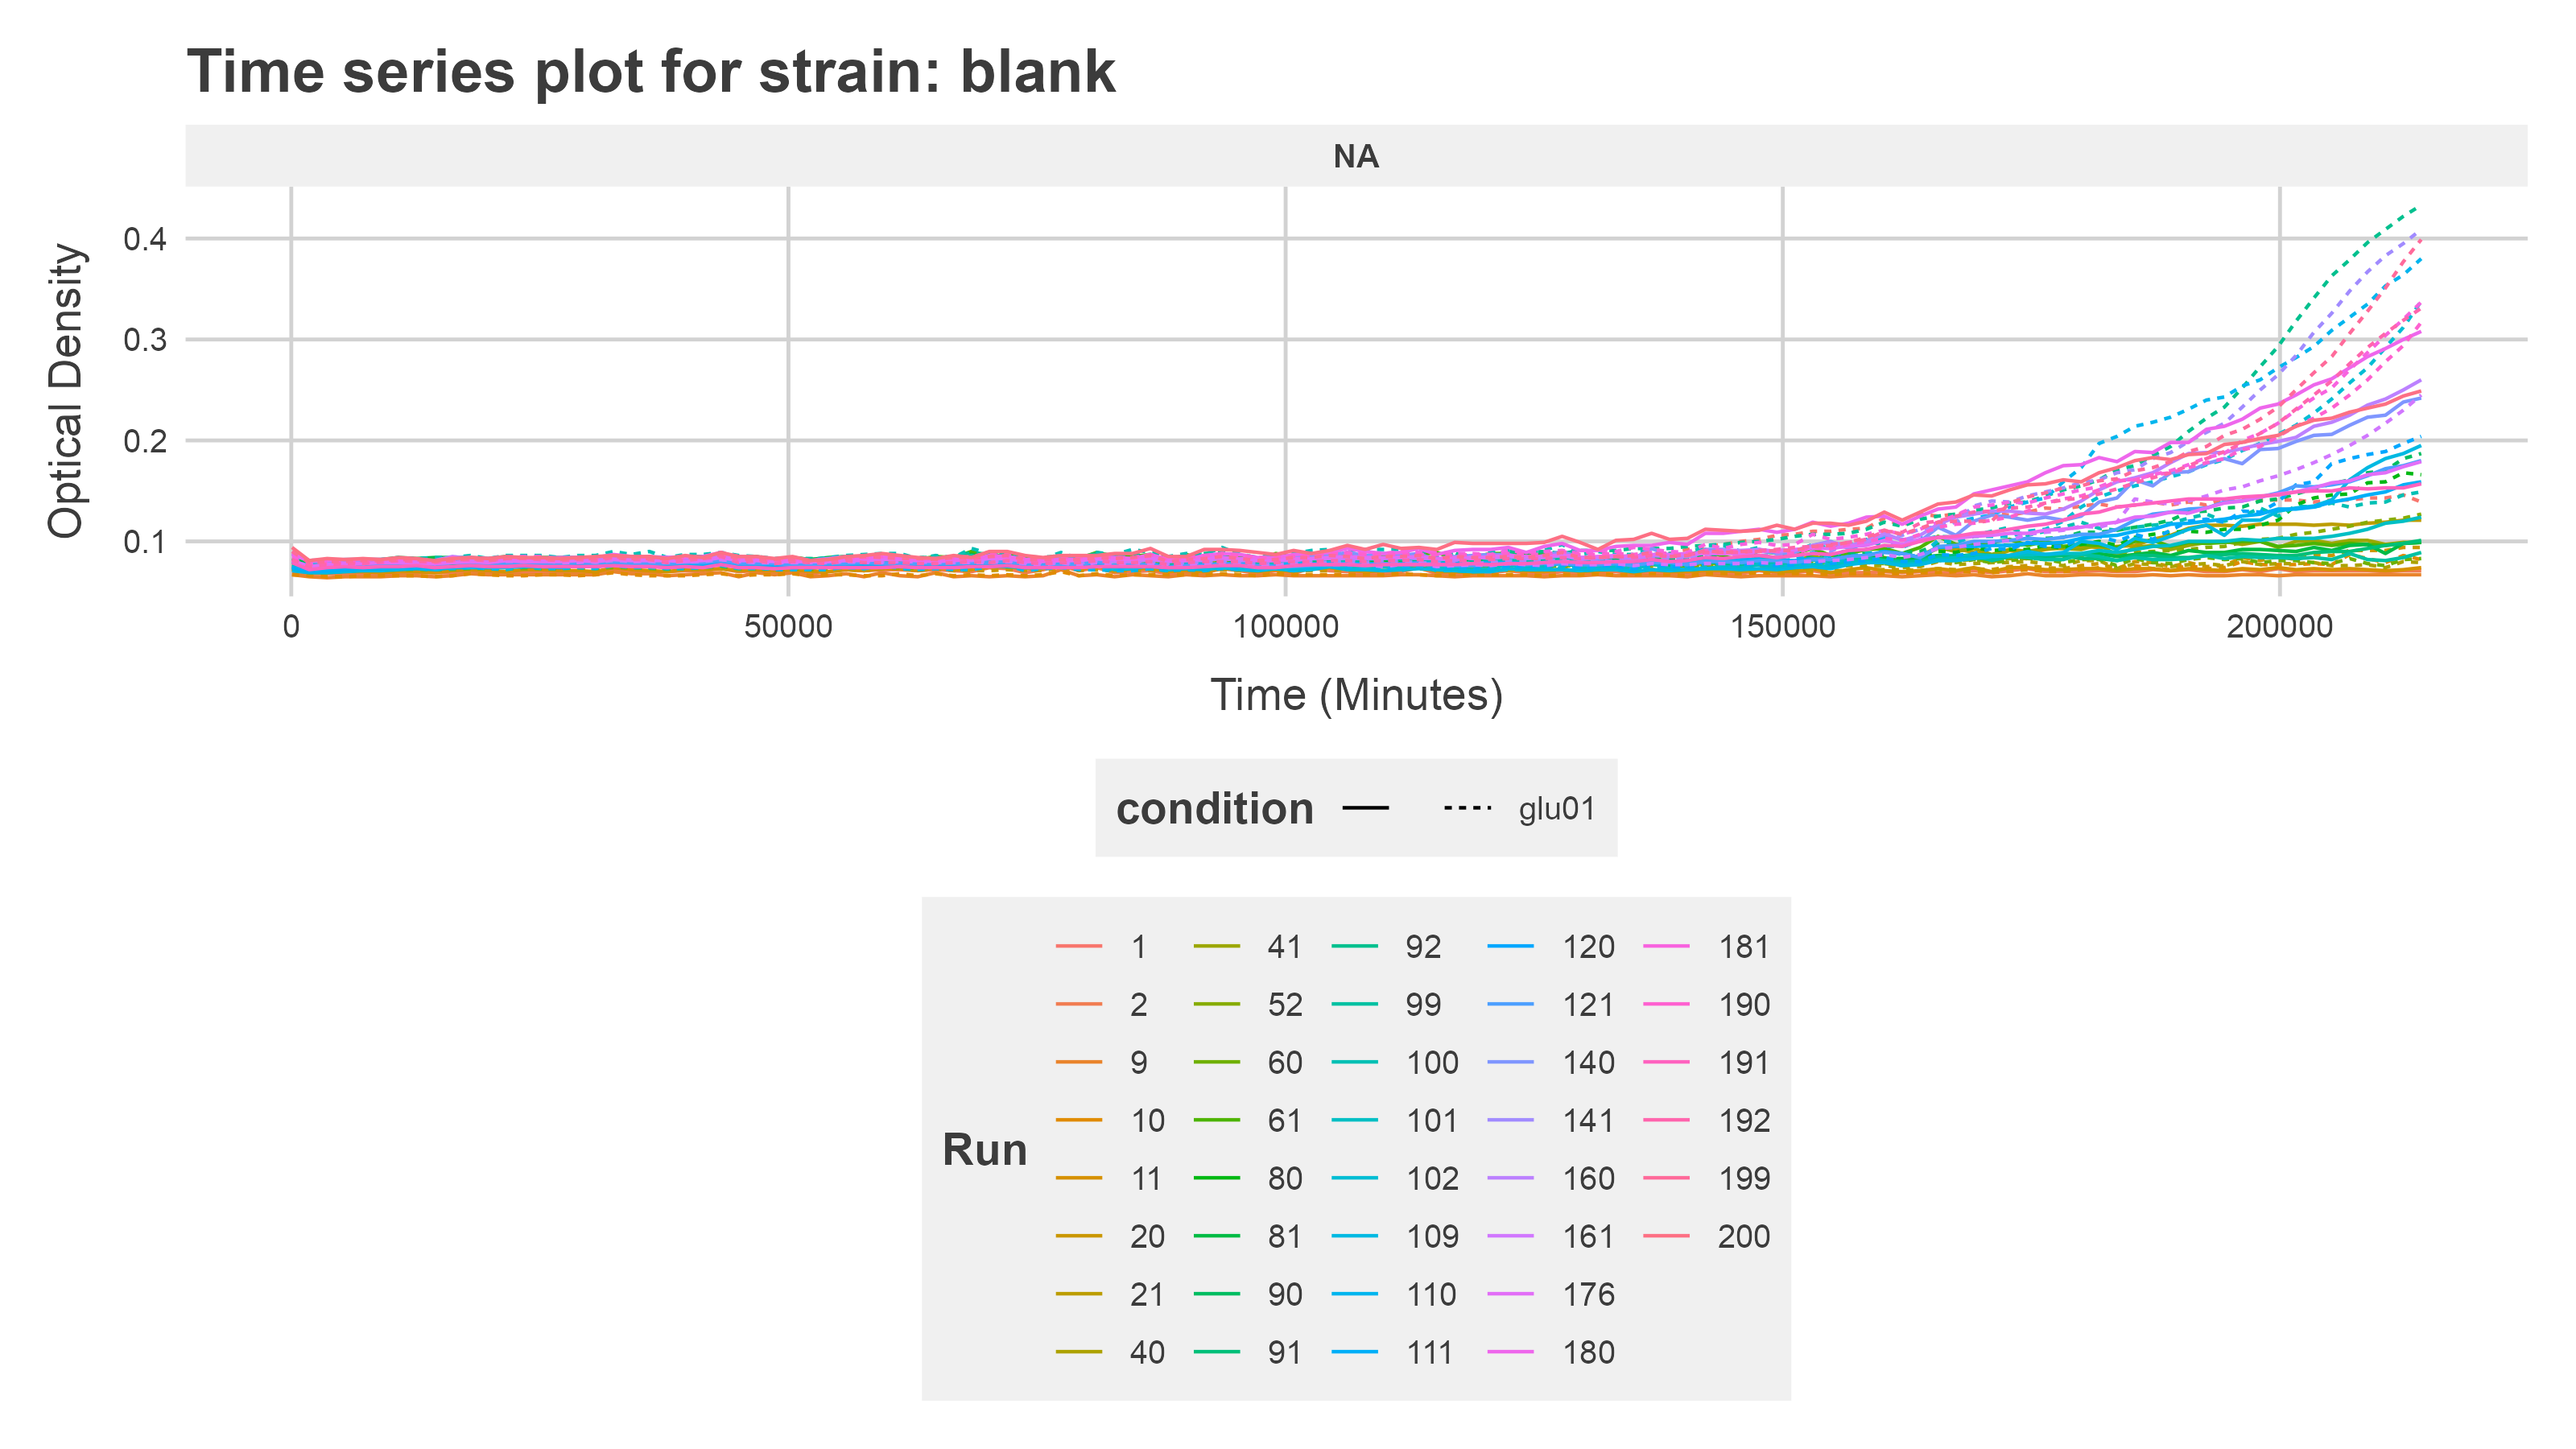 Time series plot for strain: blank
NA
Optical Density
0.4
0.3
0.2
0.1
0 50000 100000 150000 200000
Time (Minutes)
condition glu01
Run
1 41 92 120 181
2 52 99 121 190
9 60 100 140 191
10 61 101 141 192
11 80 102 160 199
20 81 109 161 200
21 90 110 176
40 91 111 180